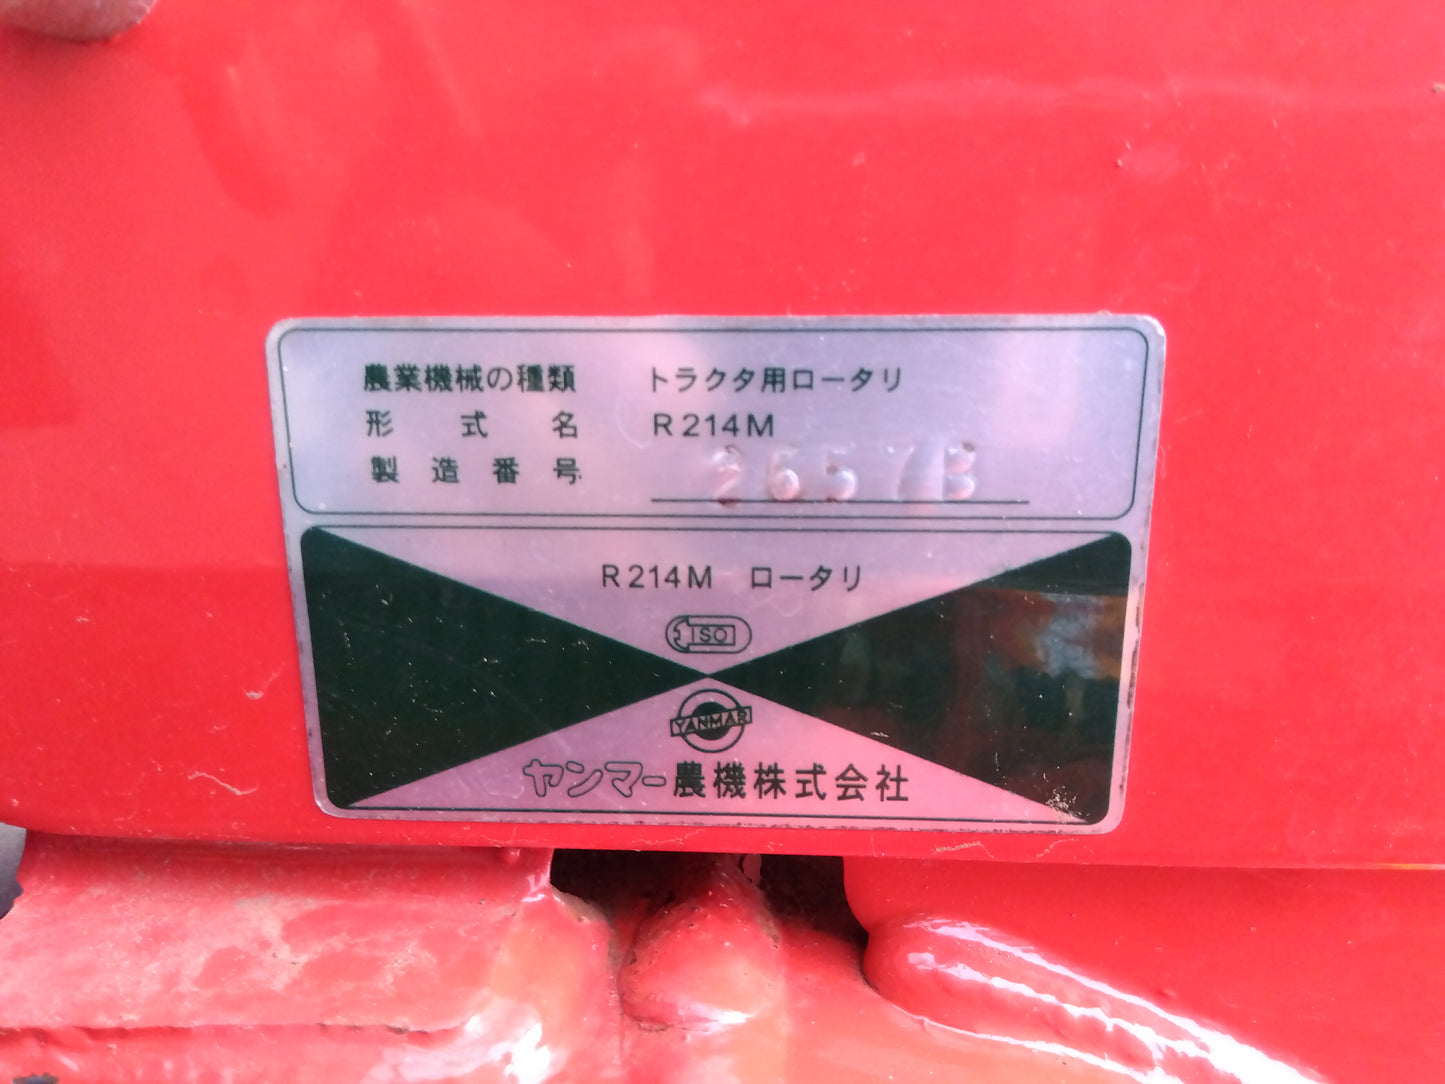 農業機械の種類 トラクタ用ロータリ
形式名 R214M
製造番号 2657B
R214M ロータリ
ISO
YANMAR
ヤンマー農機株式会社